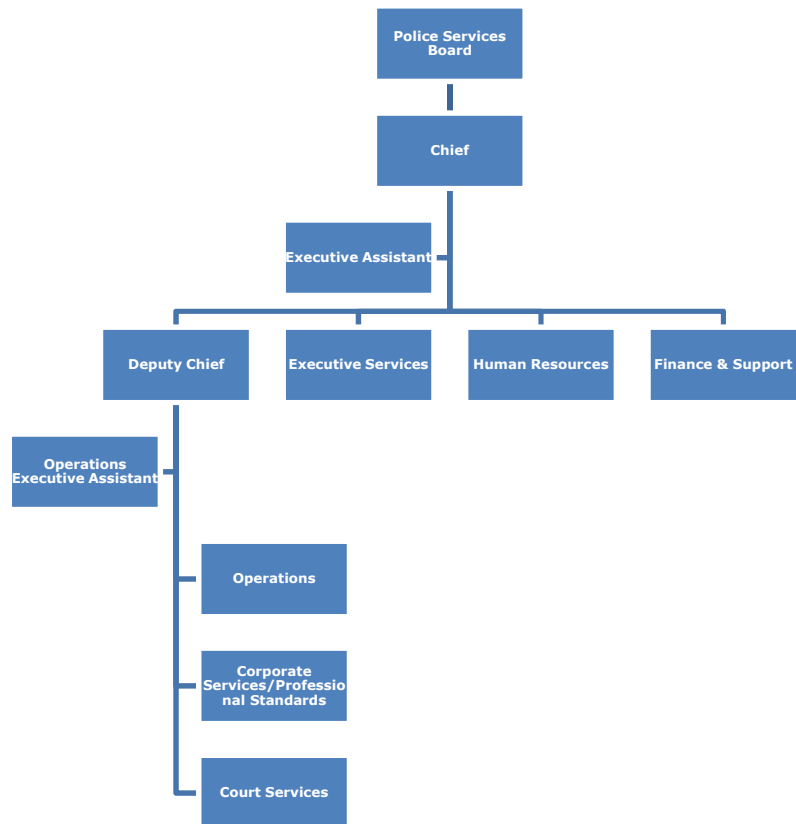 Police Services
Board
Chief
Executive Assistant
Deputy Chief
Executive Services
Human Resources
Finance & Support
Operations
Executive Assistant
Operations
Corporate
Services/Professio
nal Standards
Court Services